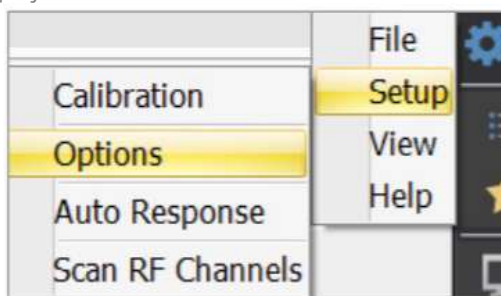 File
Setup
View
Help
Calibration
Options
Auto Response
Scan RF Channels